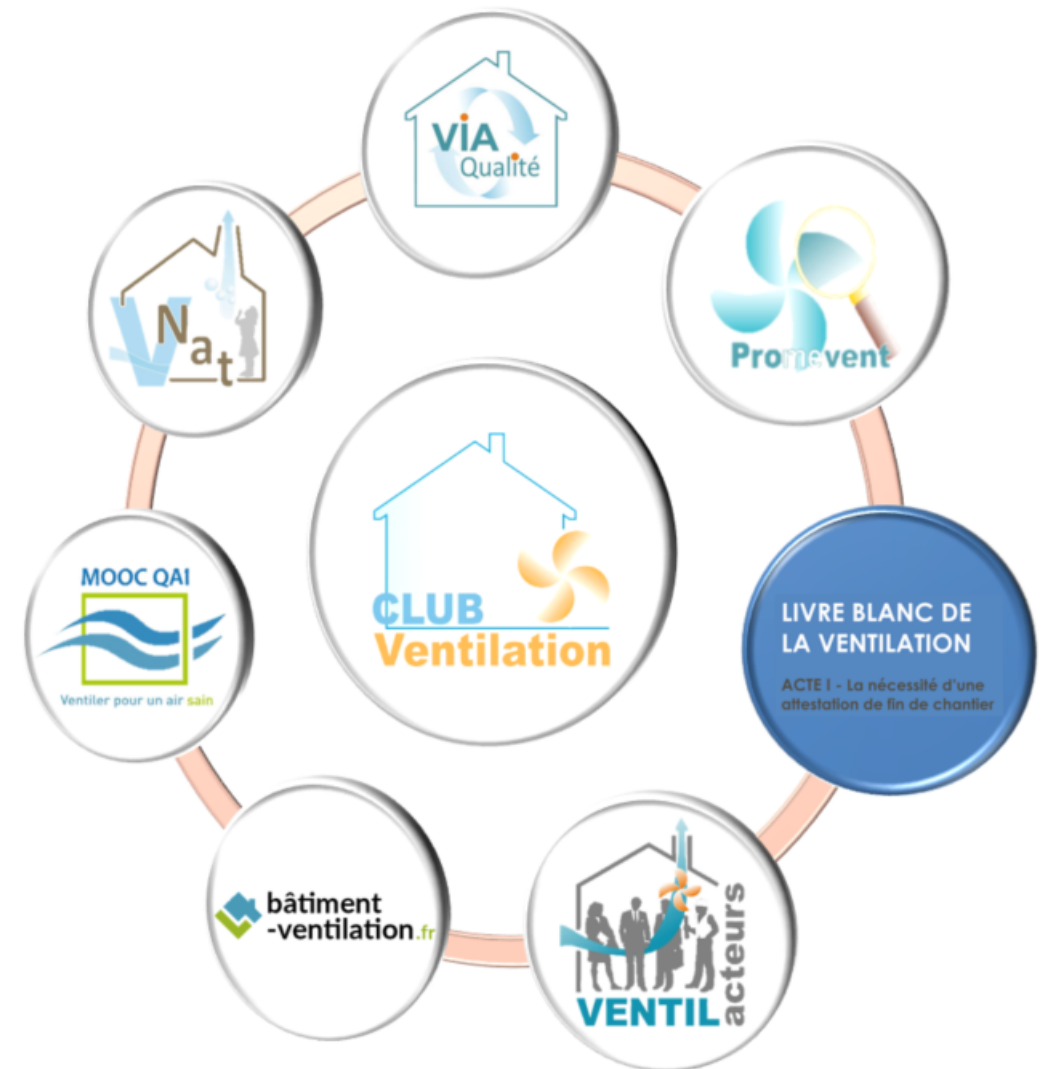 VIA
Qualité
Promevent
V Nat
CLUB
Ventilation
MOOC QAI
Ventiler pour un air sain
LIVRE BLANC DE
LA VENTILATION
ACTE I - La nécessité d'une
attestation de fin de chantier
bâtiment
-ventilation.fr
VENTIL
acteurs